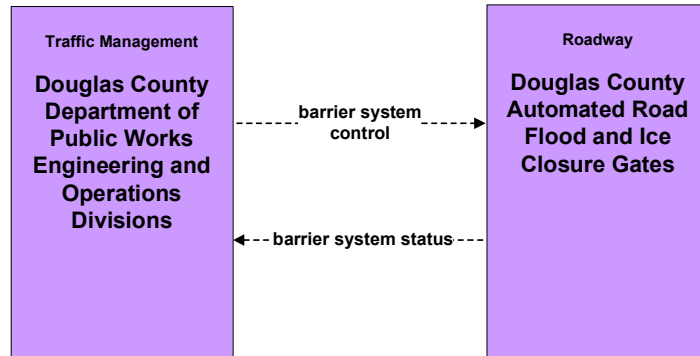 Traffic Management
Douglas County
Department of
Public Works
Engineering and
Operations
Divisions
barrier system
control
barrier system status
Roadway
Douglas County
Automated Road
Flood and Ice
Closure Gates